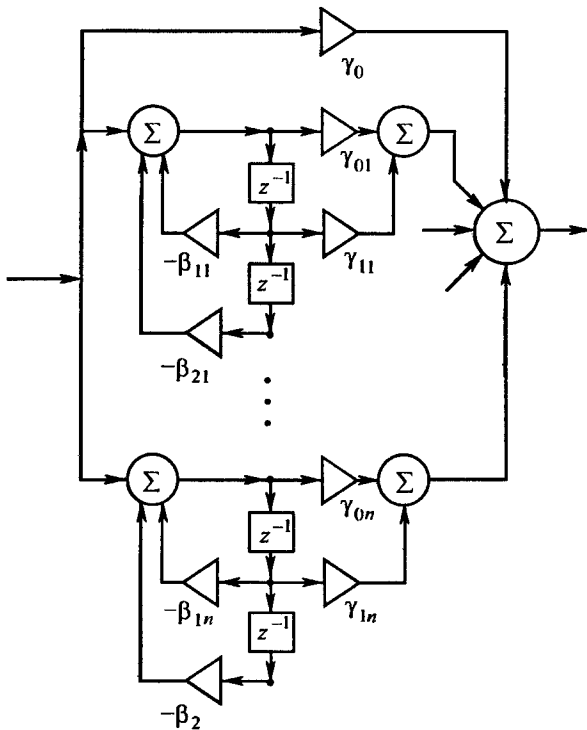 γ₀
Σ γ₀₁ Σ
z⁻¹
Σ
−β₁₁ γ₁₁
z⁻¹
−β₂₁
Σ γ₀ₙ Σ
z⁻¹
−β₁ₙ γ₁ₙ
z⁻¹
−β₂